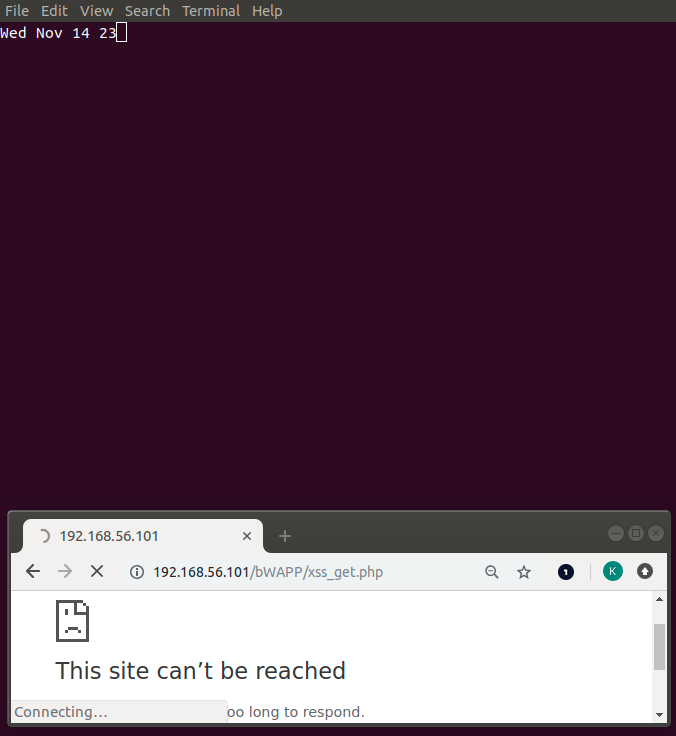 File Edit View Search Terminal Help
Wed Nov 14 23
192.168.56.101
192.168.56.101/bWAPP/xss_get.php
1
K
This site can’t be reached
Connecting… oo long to respond.